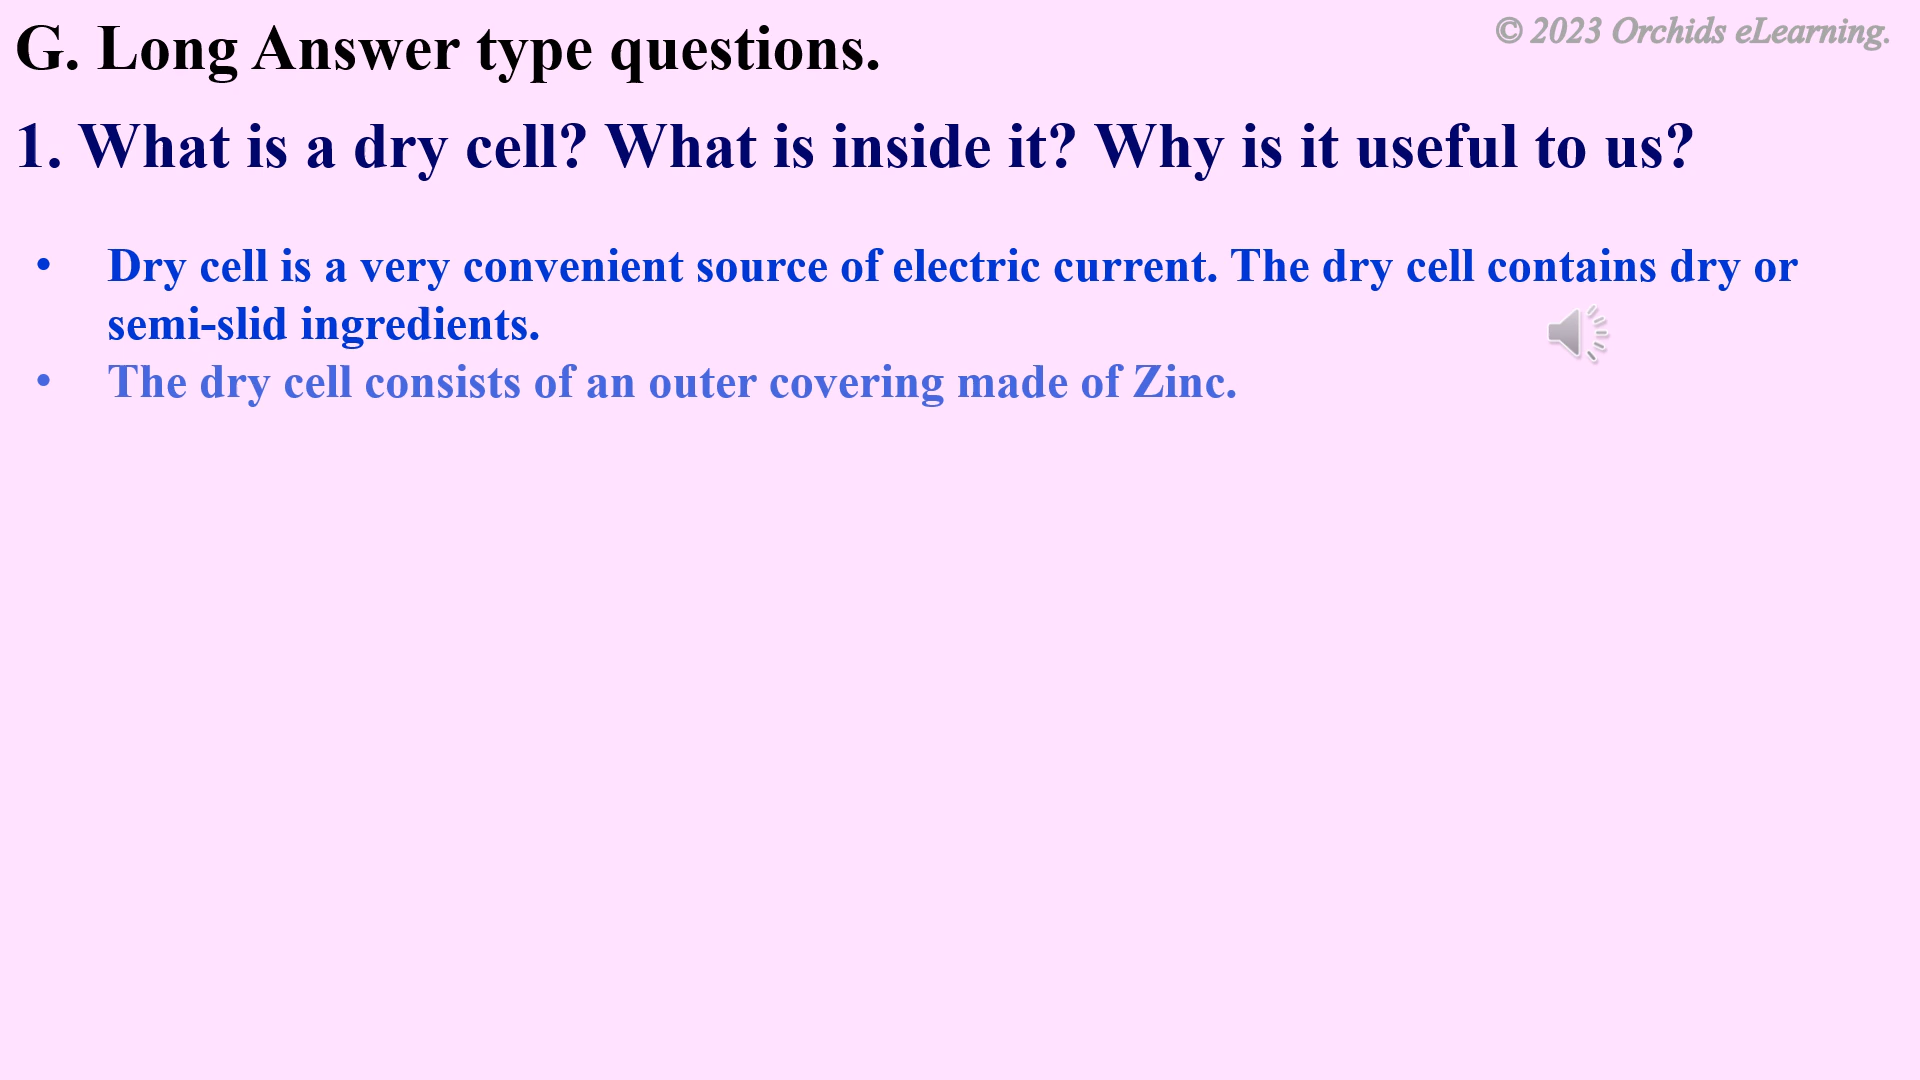 © 2023 Orchids eLearning.
G. Long Answer type questions.
1. What is a dry cell? What is inside it? Why is it useful to us?
• Dry cell is a very convenient source of electric current. The dry cell contains dry or
semi-slid ingredients.
• The dry cell consists of an outer covering made of Zinc.